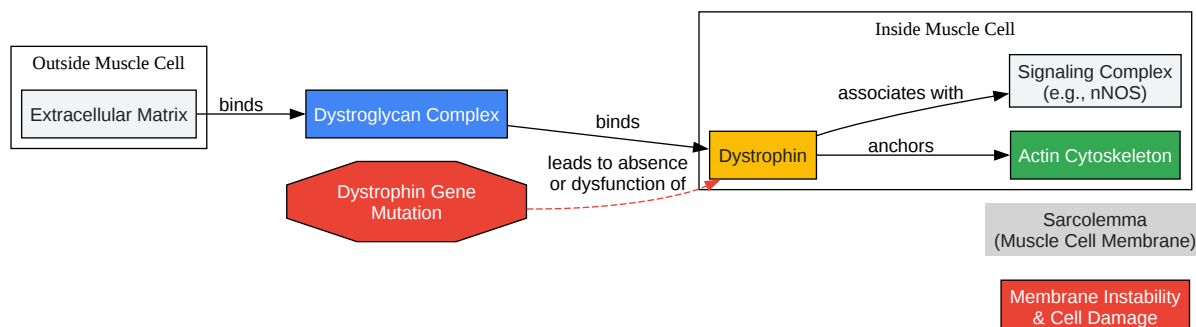 Inside Muscle Cell
Outside Muscle Cell
Extracellular Matrix
binds
Dystroglycan Complex
binds
Dystrophin
associates with
Signaling Complex
(e.g., nNOS)
anchors
Actin Cytoskeleton
leads to absence
or dysfunction of
Dystrophin Gene
Mutation
Sarcolemma
(Muscle Cell Membrane)
Membrane Instability
& Cell Damage